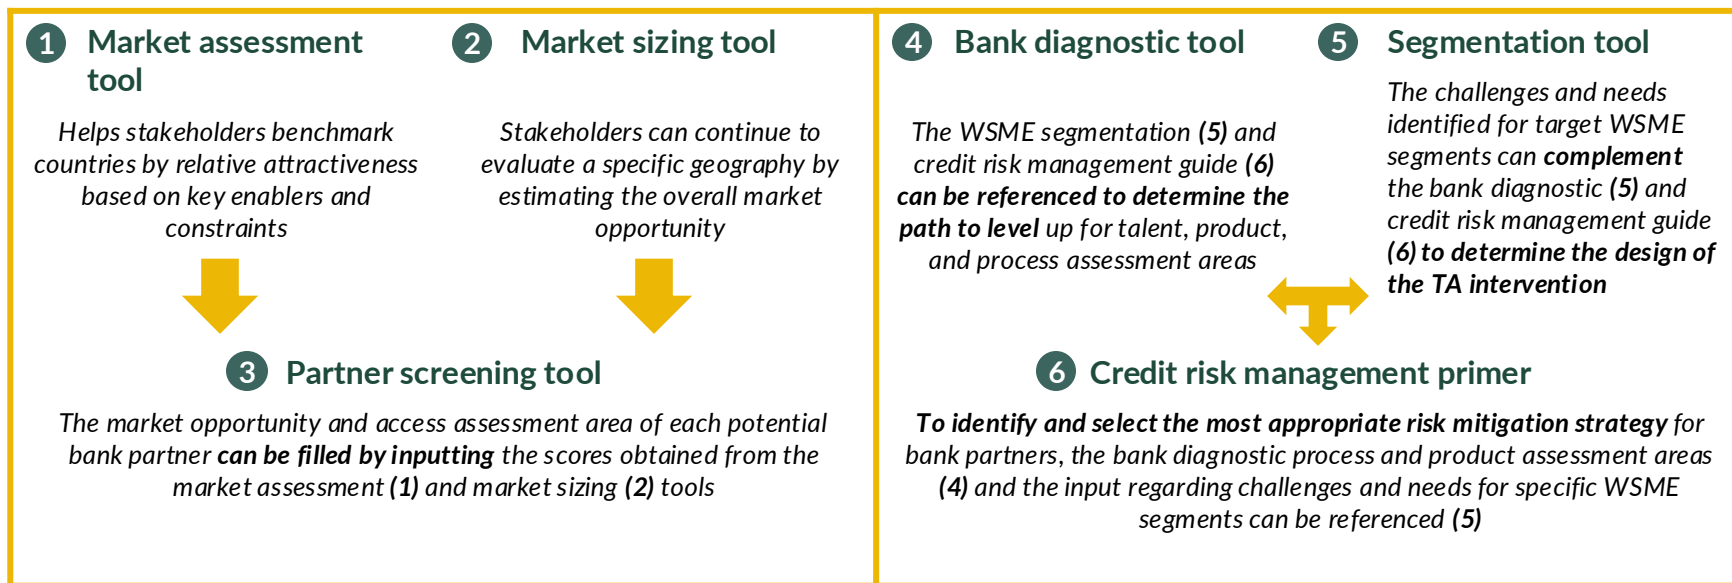 1 Market assessment
tool
Helps stakeholders benchmark
countries by relative attractiveness
based on key enablers and
constraints
2 Market sizing tool
Stakeholders can continue to
evaluate a specific geography by
estimating the overall market
opportunity
3 Partner screening tool
The market opportunity and access assessment area of each potential
bank partner can be filled by inputting the scores obtained from the
market assessment (1) and market sizing (2) tools
4 Bank diagnostic tool
The WSME segmentation (5) and
credit risk management guide (6)
can be referenced to determine the
path to level up for talent, product,
and process assessment areas
5 Segmentation tool
The challenges and needs
identified for target WSME
segments can complement
the bank diagnostic (5) and
credit risk management guide
(6) to determine the design of
the TA intervention
6 Credit risk management primer
To identify and select the most appropriate risk mitigation strategy for
bank partners, the bank diagnostic process and product assessment areas
(4) and the input regarding challenges and needs for specific WSME
segments can be referenced (5)